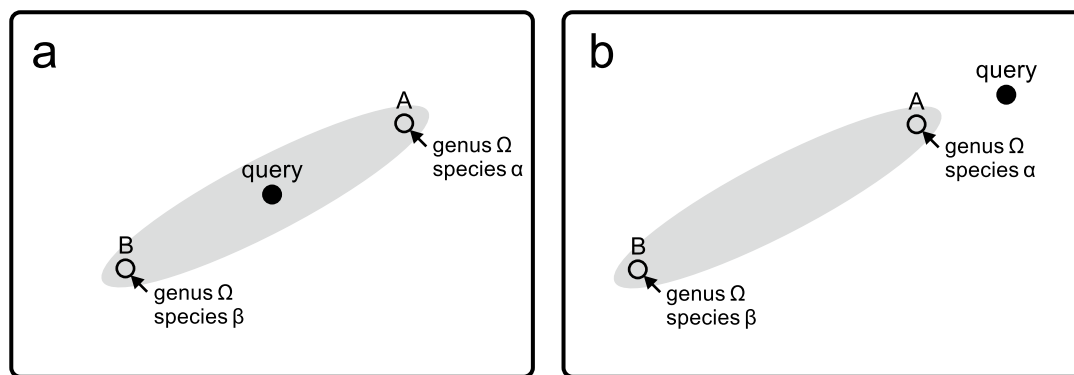 a
A
genus Ω
species α
query
B
genus Ω
species β
b
query
A
genus Ω
species α
B
genus Ω
species β